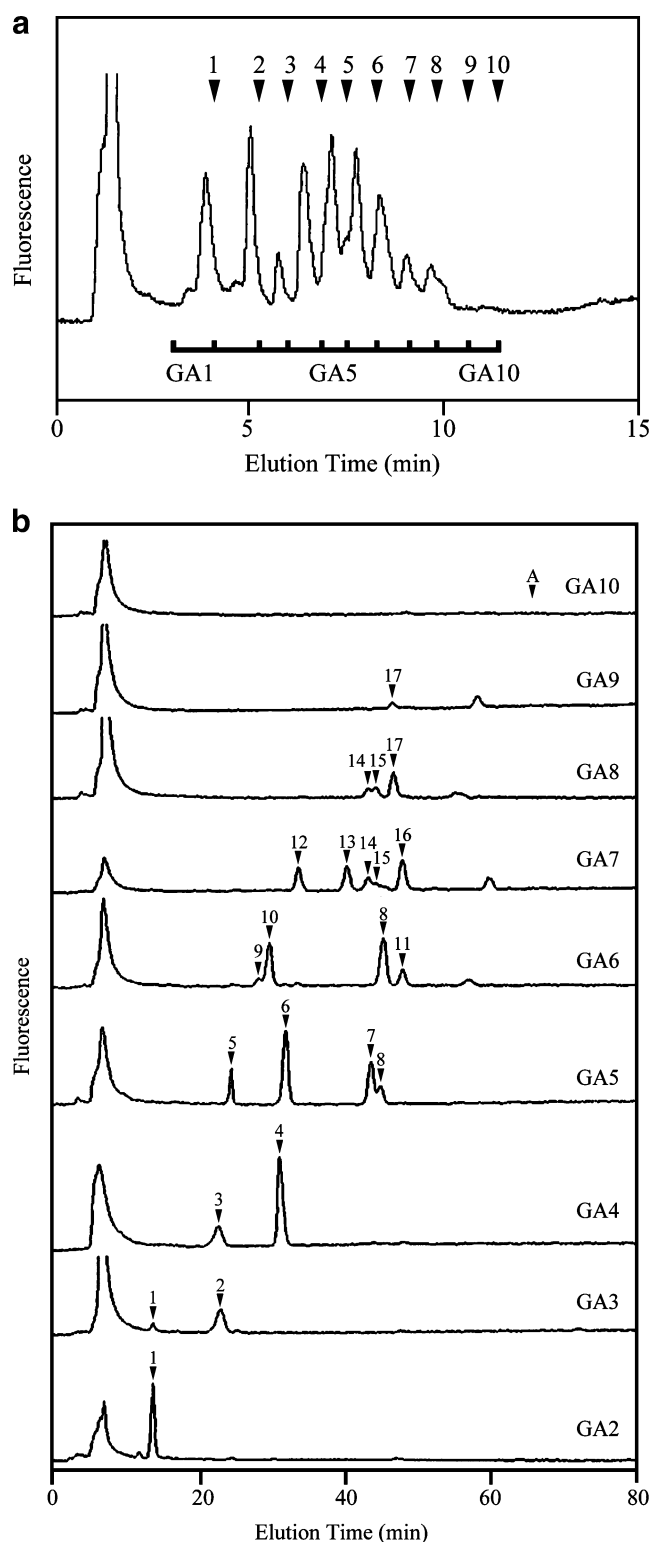 a
1 2 3 4 5 6 7 8 9 10
Fluorescence
GA1 GA5 GA10
0 5 10 15
Elution Time (min)
b
A
GA10
17
GA9
14 15 17
GA8
12 13 14 15 16
GA7
9 10 8 11
GA6
5 6 7 8
GA5
4
3
GA4
1 2
GA3
1
GA2
Fluorescence
0 20 40 60 80
Elution Time (min)